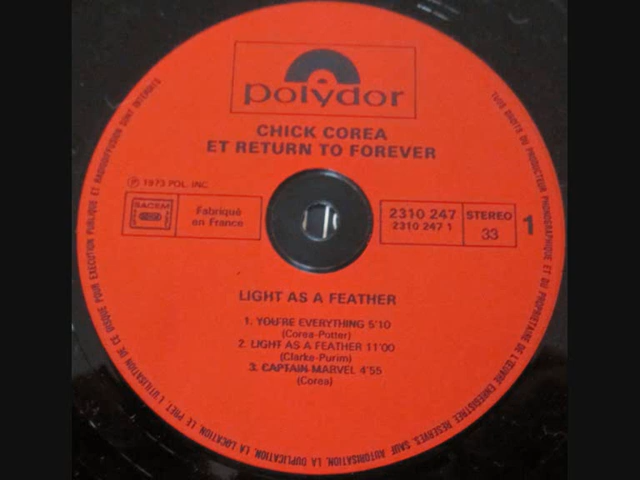 polydor
CHICK COREA
ET RETURN TO FOREVER
℗ 1973 POL. INC.
SACEM
Fabriqué
en France
2310 247
2310 247 1
STEREO
33
1
LIGHT AS A FEATHER
1. YOU'RE EVERYTHING 5'10
(Corea-Potter)
2. LIGHT AS A FEATHER 11'00
(Clarke-Purim)
3. CAPTAIN MARVEL 4'55
(Corea)
TOUS DROITS DU PRODUCTEUR PHONOGRAPHIQUE ET DU PROPRIETAIRE DE L'ŒUVRE ENREGISTREE RESERVES. SAUF AUTORISATION, LA DUPLICATION, LA LOCATION, LE PRET, L'UTILISATION DE CE DISQUE POUR EXECUTION PUBLIQUE ET RADIODIFFUSION SONT INTERDITS